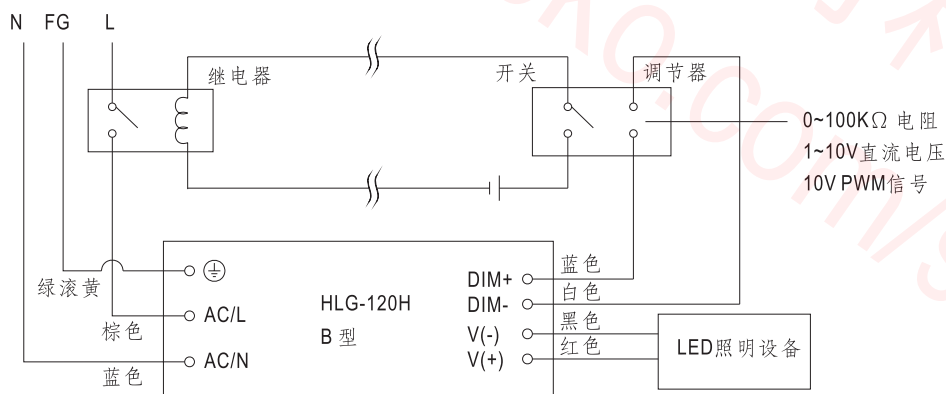 N FG L
继电器
开关
调节器
0~100KΩ 电阻
1~10V直流电压
10V PWM信号
绿滚黄
棕色
蓝色
AC/L
AC/N
HLG-120H
B 型
DIM+
DIM-
V(-)
V(+)
蓝色
白色
黑色
红色
LED照明设备